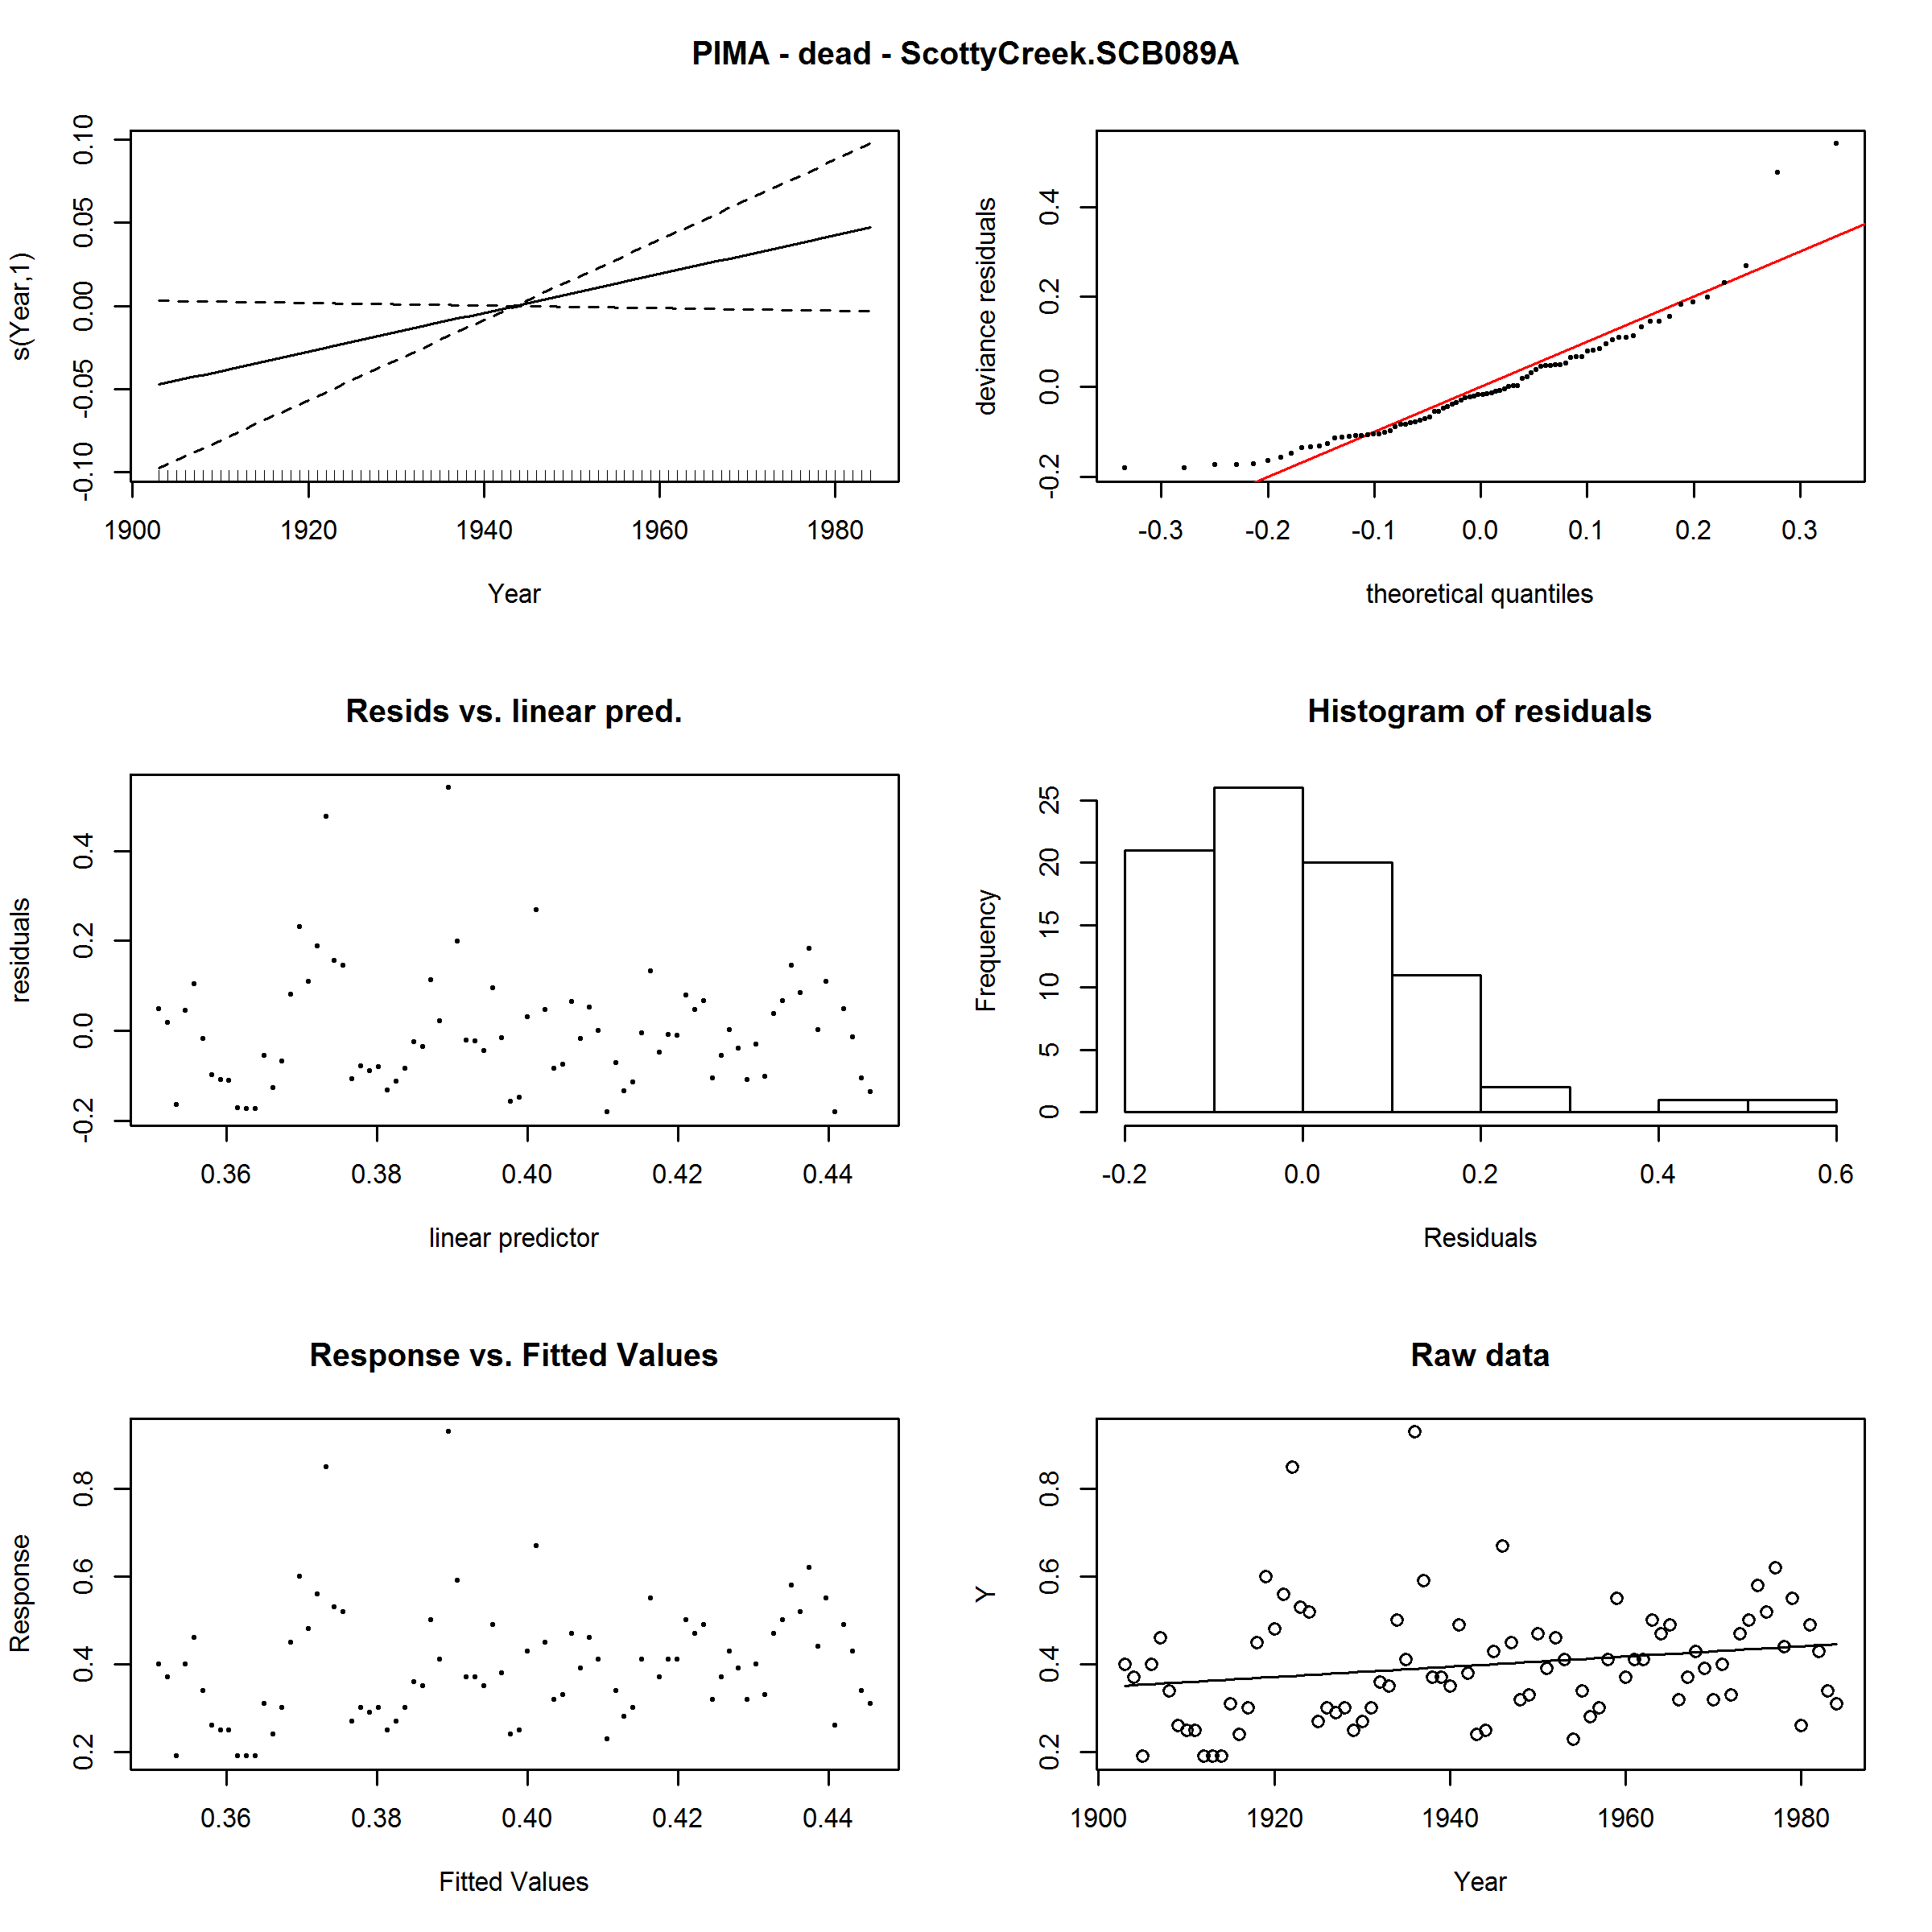 PIMA - dead - ScottyCreek.SCB089A
s(Year,1)
-0.10 -0.05 0.00 0.05 0.10
1900 1920 1940 1960 1980
Year
deviance residuals
-0.2 0.0 0.2 0.4
-0.3 -0.2 -0.1 0.0 0.1 0.2 0.3
theoretical quantiles
Resids vs. linear pred.
residuals
-0.2 0.0 0.2 0.4
0.36 0.38 0.40 0.42 0.44
linear predictor
Histogram of residuals
Frequency
0 5 10 15 20 25
-0.2 0.0 0.2 0.4 0.6
Residuals
Response vs. Fitted Values
Response
0.2 0.4 0.6 0.8
0.36 0.38 0.40 0.42 0.44
Fitted Values
Raw data
Y
0.2 0.4 0.6 0.8
1900 1920 1940 1960 1980
Year